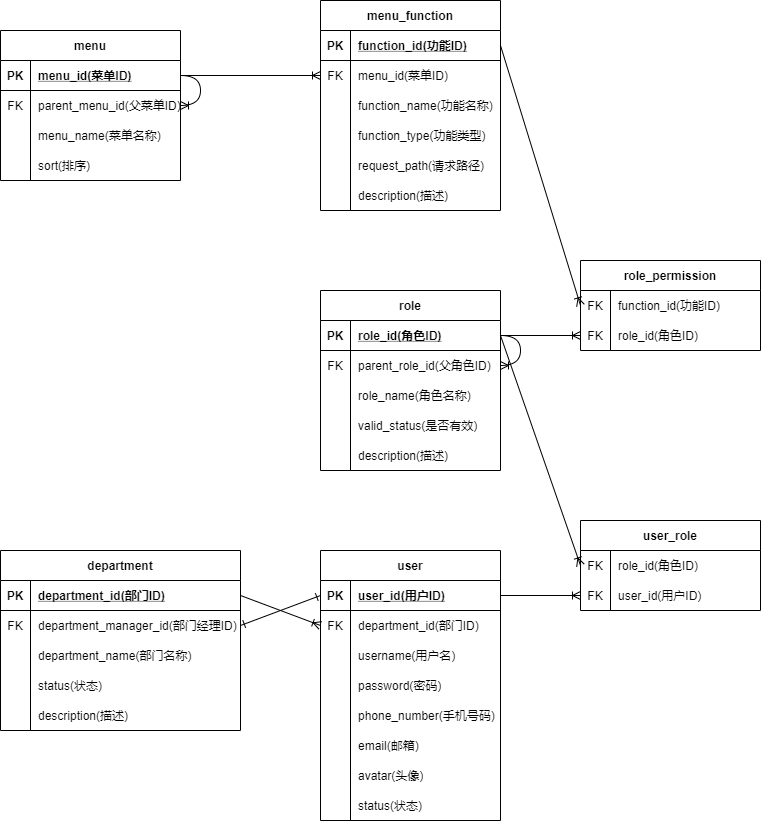 menu
PK menu_id(菜单ID)
FK parent_menu_id(父菜单ID)
menu_name(菜单名称)
sort(排序)
menu_function
PK function_id(功能ID)
FK menu_id(菜单ID)
function_name(功能名称)
function_type(功能类型)
request_path(请求路径)
description(描述)
role_permission
FK function_id(功能ID)
FK role_id(角色ID)
role
PK role_id(角色ID)
FK parent_role_id(父角色ID)
role_name(角色名称)
valid_status(是否有效)
description(描述)
user_role
FK role_id(角色ID)
FK user_id(用户ID)
department
PK department_id(部门ID)
FK department_manager_id(部门经理ID)
department_name(部门名称)
status(状态)
description(描述)
user
PK user_id(用户ID)
FK department_id(部门ID)
username(用户名)
password(密码)
phone_number(手机号码)
email(邮箱)
avatar(头像)
status(状态)